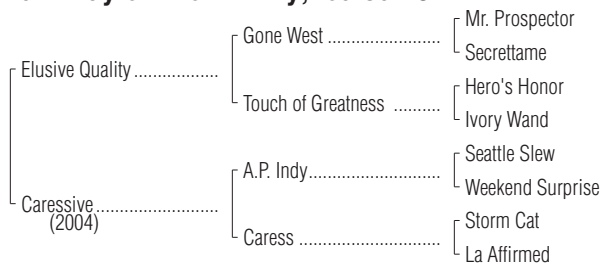 Mr. Prospector
Gone West
Secrettame
Elusive Quality
Hero's Honor
Touch of Greatness
Ivory Wand
Seattle Slew
A.P. Indy
Weekend Surprise
Caressive
(2004)
Storm Cat
Caress
La Affirmed